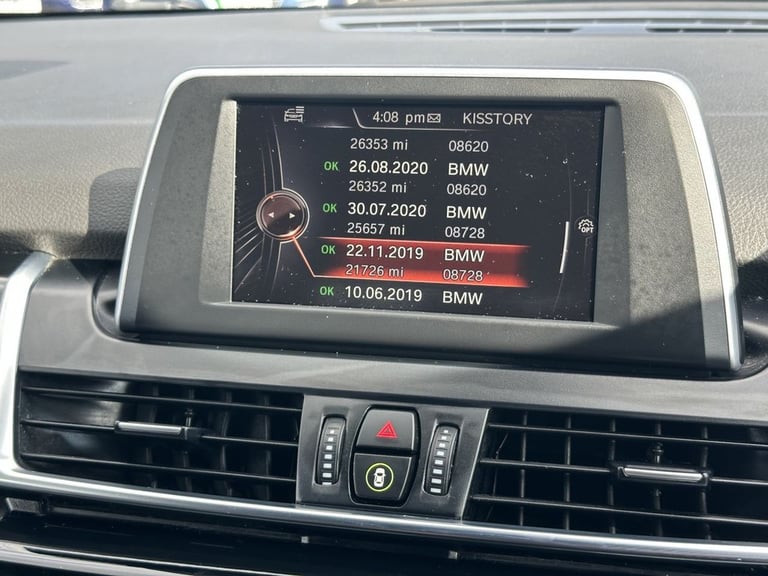 4:08 pm KISSTORY
26353 mi 08620
OK 26.08.2020 BMW
26352 mi 08620
OK 30.07.2020 BMW
25657 mi 08728
OK 22.11.2019 BMW
21726 mi 08728
OK 10.06.2019 BMW
OPT